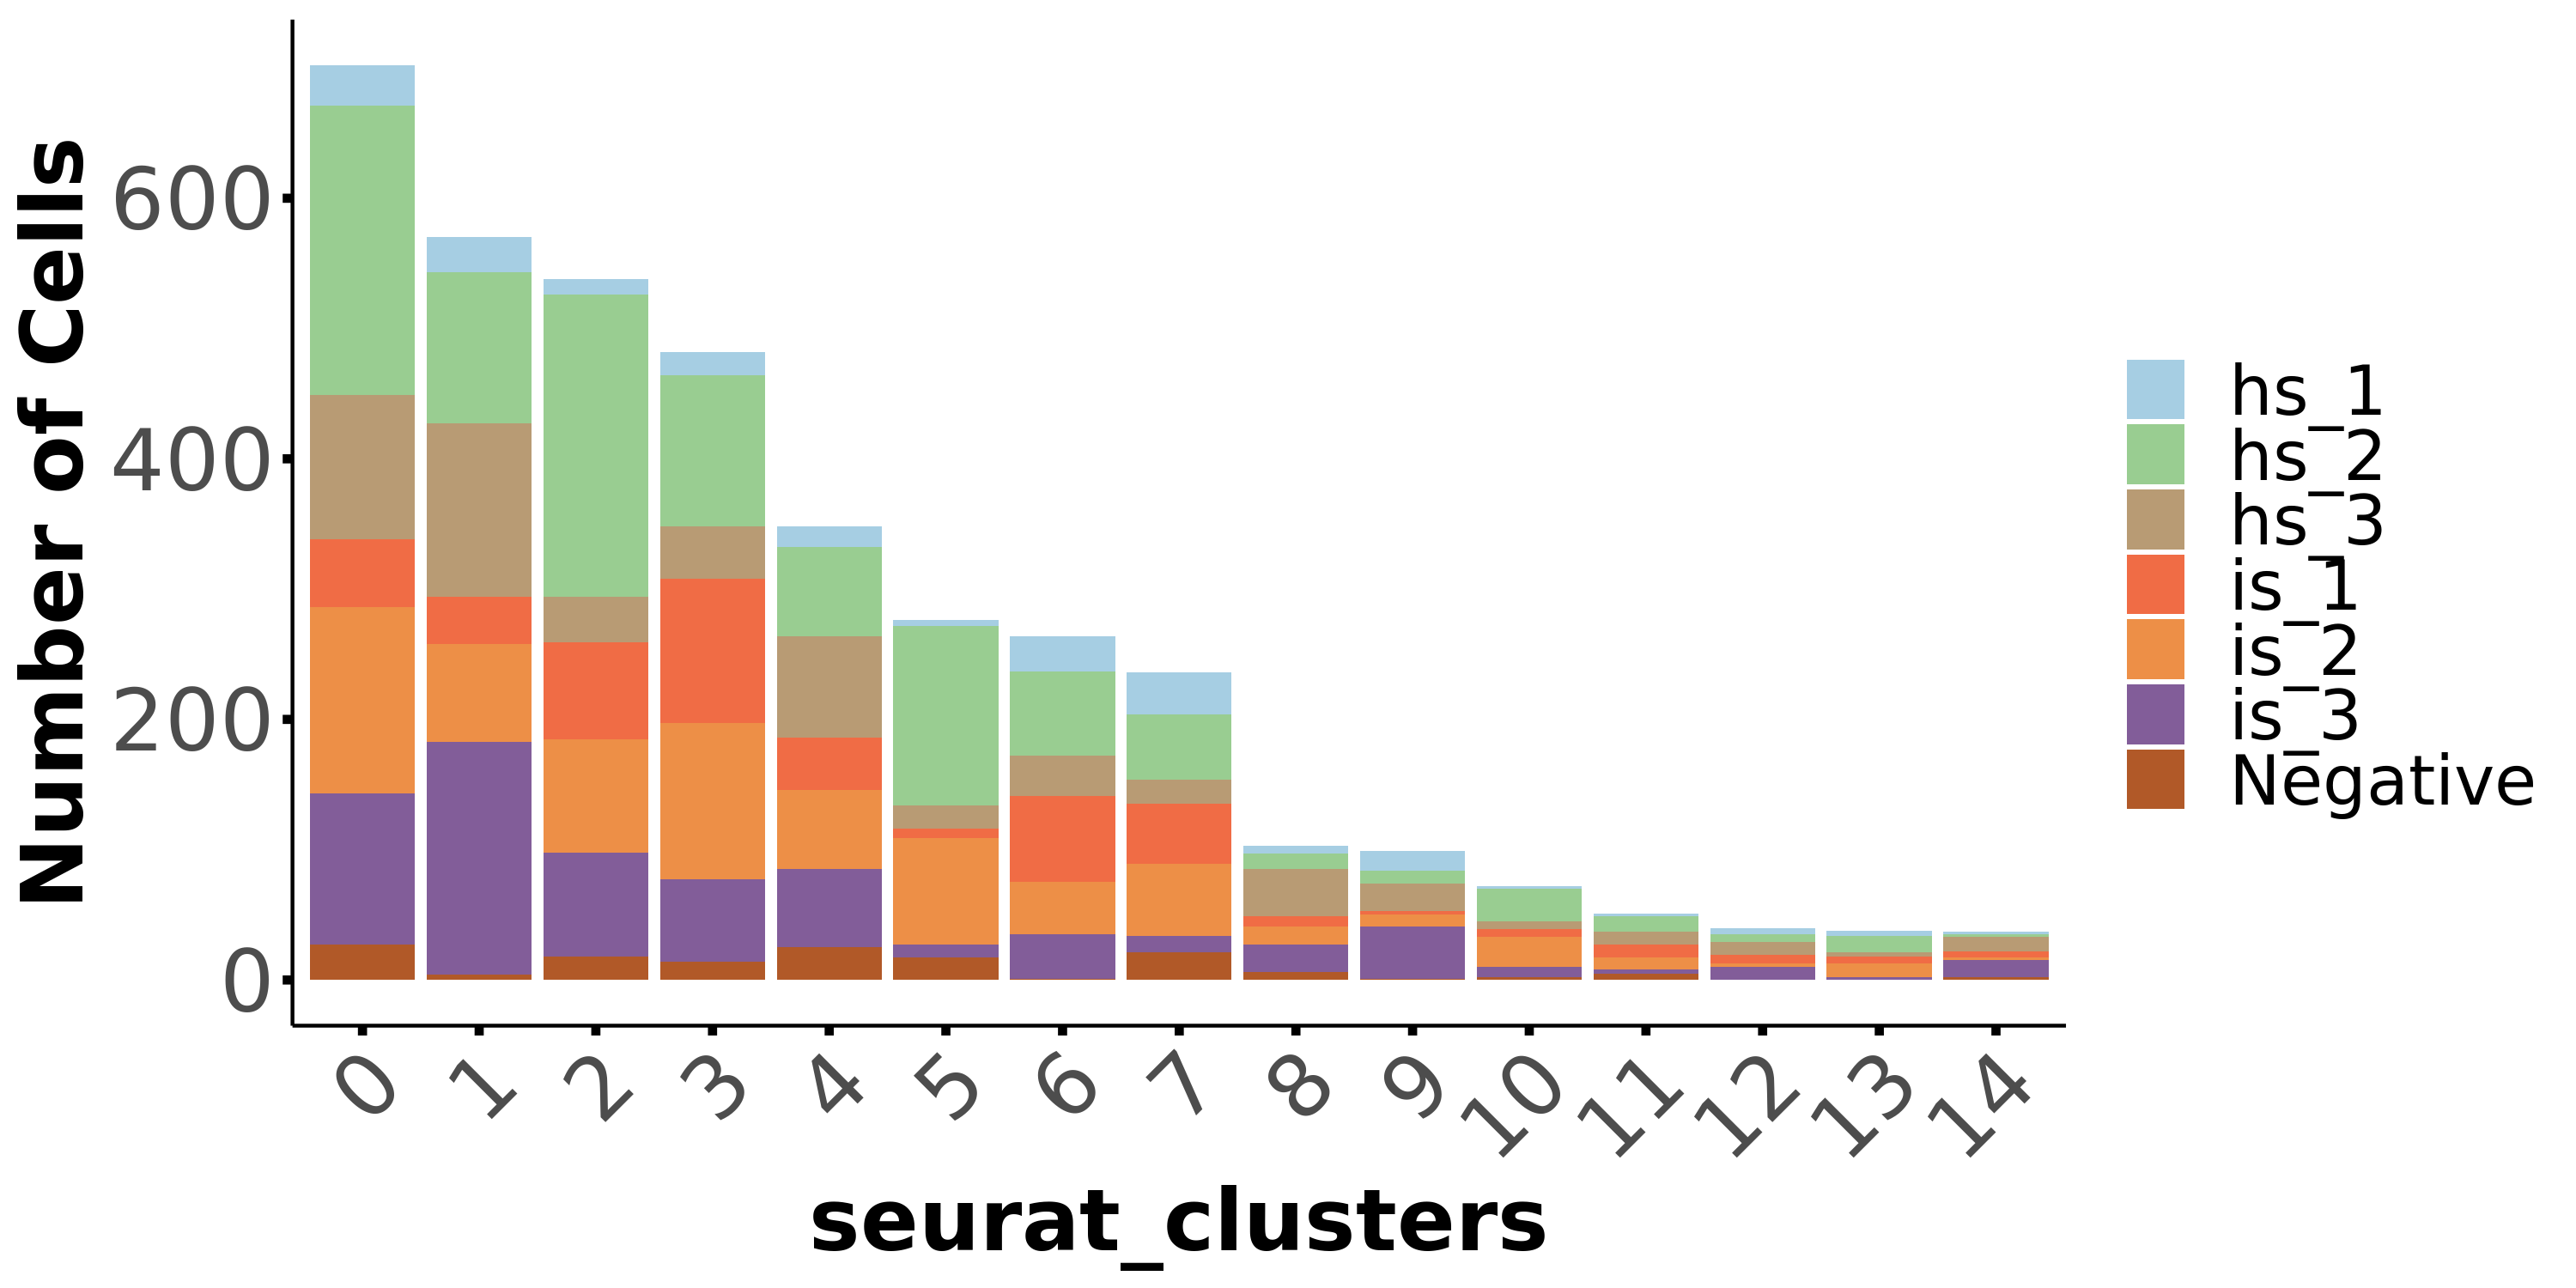 Number of Cells
600
400
200
0
0 1 2 3 4 5 6 7 8 9 10 11 12 13 14
seurat_clusters
hs_1
hs_2
hs_3
is_1
is_2
is_3
Negative